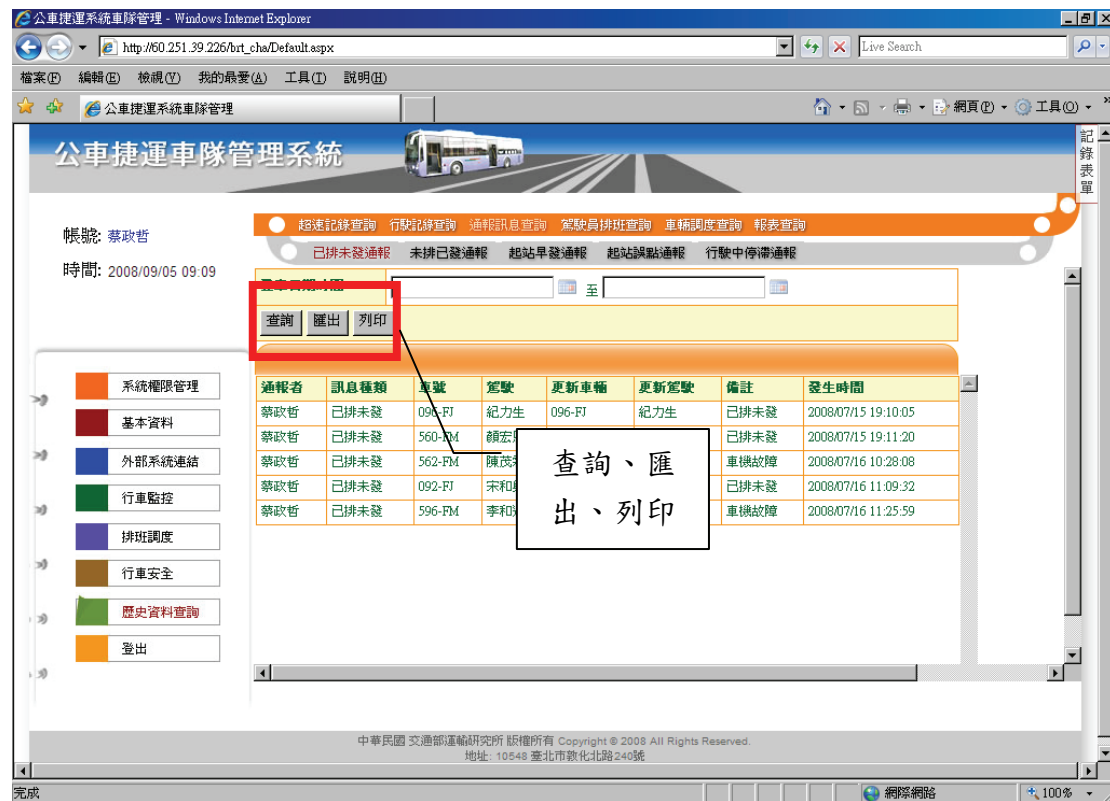 公車捷運系統車隊管理 - Windows Internet Explorer
http://60.251.39.226/brt_cha/Default.aspx
Live Search
檔案(F) 編輯(E) 檢視(V) 我的最愛(A) 工具(T) 説明(H)
公車捷運系統車隊管理
網頁(P) 工具(O)
公車捷運車隊管理系統
記錄表單
帳號: 蔡政哲
時間: 2008/09/05 09:09
超速記錄查詢 行駛記錄查詢 通報訊息查詢 駕駛員排班查詢 車輛調度查詢 報表查詢
已排未發通報 未排已發通報 起站早發通報 起站誤點通報 行駛中停滯通報
至
查詢 匯出 列印
通報者 訊息種類 車號 駕駛 更新車輛 更新駕駛 備註 發生時間
蔡政哲 已排未發 096-FJ 紀力生 096-FJ 紀力生 已排未發 2008/07/15 19:10:05
蔡政哲 已排未發 560-FM 顏宏 已排未發 2008/07/15 19:11:20
蔡政哲 已排未發 562-FM 陳茂 車機故障 2008/07/16 10:28:08
蔡政哲 已排未發 092-FJ 宋和 已排未發 2008/07/16 11:09:32
蔡政哲 已排未發 596-FM 李和 車機故障 2008/07/16 11:25:59
查詢、匯
出、列印
系統權限管理
基本資料
外部系統連結
行車監控
排班調度
行車安全
歷史資料查詢
登出
中華民國 交通部運輸研究所 版權所有 Copyright © 2008 All Rights Reserved.
地址: 10548 臺北市敦化北路240號
完成
網際網路
100%